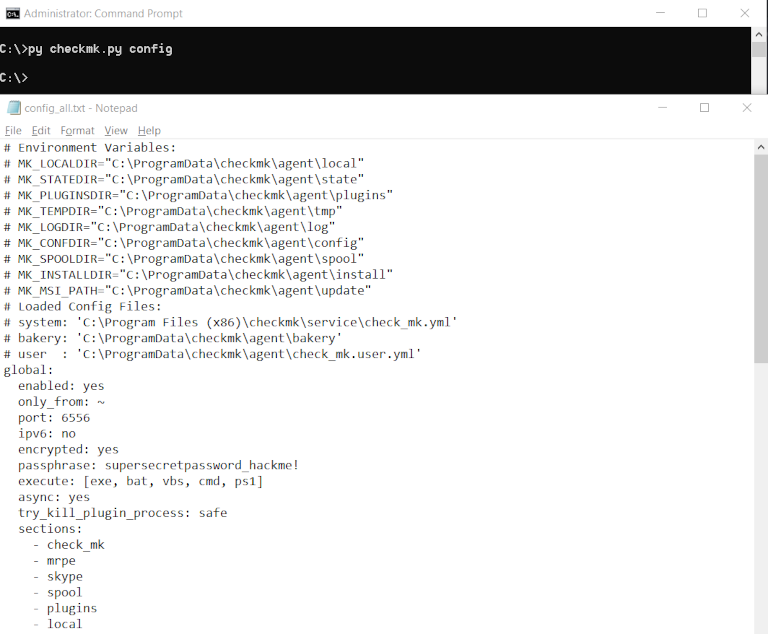 Administrator: Command Prompt
C:\>py checkmk.py config
C:\>
config_all.txt - Notepad
File Edit Format View Help
# Environment Variables:
# MK_LOCALDIR="C:\ProgramData\checkmk\agent\local"
# MK_STATEDIR="C:\ProgramData\checkmk\agent\state"
# MK_PLUGINSDIR="C:\ProgramData\checkmk\agent\plugins"
# MK_TEMPDIR="C:\ProgramData\checkmk\agent\tmp"
# MK_LOGDIR="C:\ProgramData\checkmk\agent\log"
# MK_CONFDIR="C:\ProgramData\checkmk\agent\config"
# MK_SPOOLDIR="C:\ProgramData\checkmk\agent\spool"
# MK_INSTALLDIR="C:\ProgramData\checkmk\agent\install"
# MK_MSI_PATH="C:\ProgramData\checkmk\agent\update"
# Loaded Config Files:
# system: 'C:\Program Files (x86)\checkmk\service\check_mk.yml'
# bakery: 'C:\ProgramData\checkmk\agent\bakery'
# user  : 'C:\ProgramData\checkmk\agent\check_mk.user.yml'
global:
  enabled: yes
  only_from: ~
  port: 6556
  ipv6: no
  encrypted: yes
  passphrase: supersecretpassword_hackme!
  execute: [exe, bat, vbs, cmd, ps1]
  async: yes
  try_kill_plugin_process: safe
  sections:
    - check_mk
    - mrpe
    - skype
    - spool
    - plugins
    - local